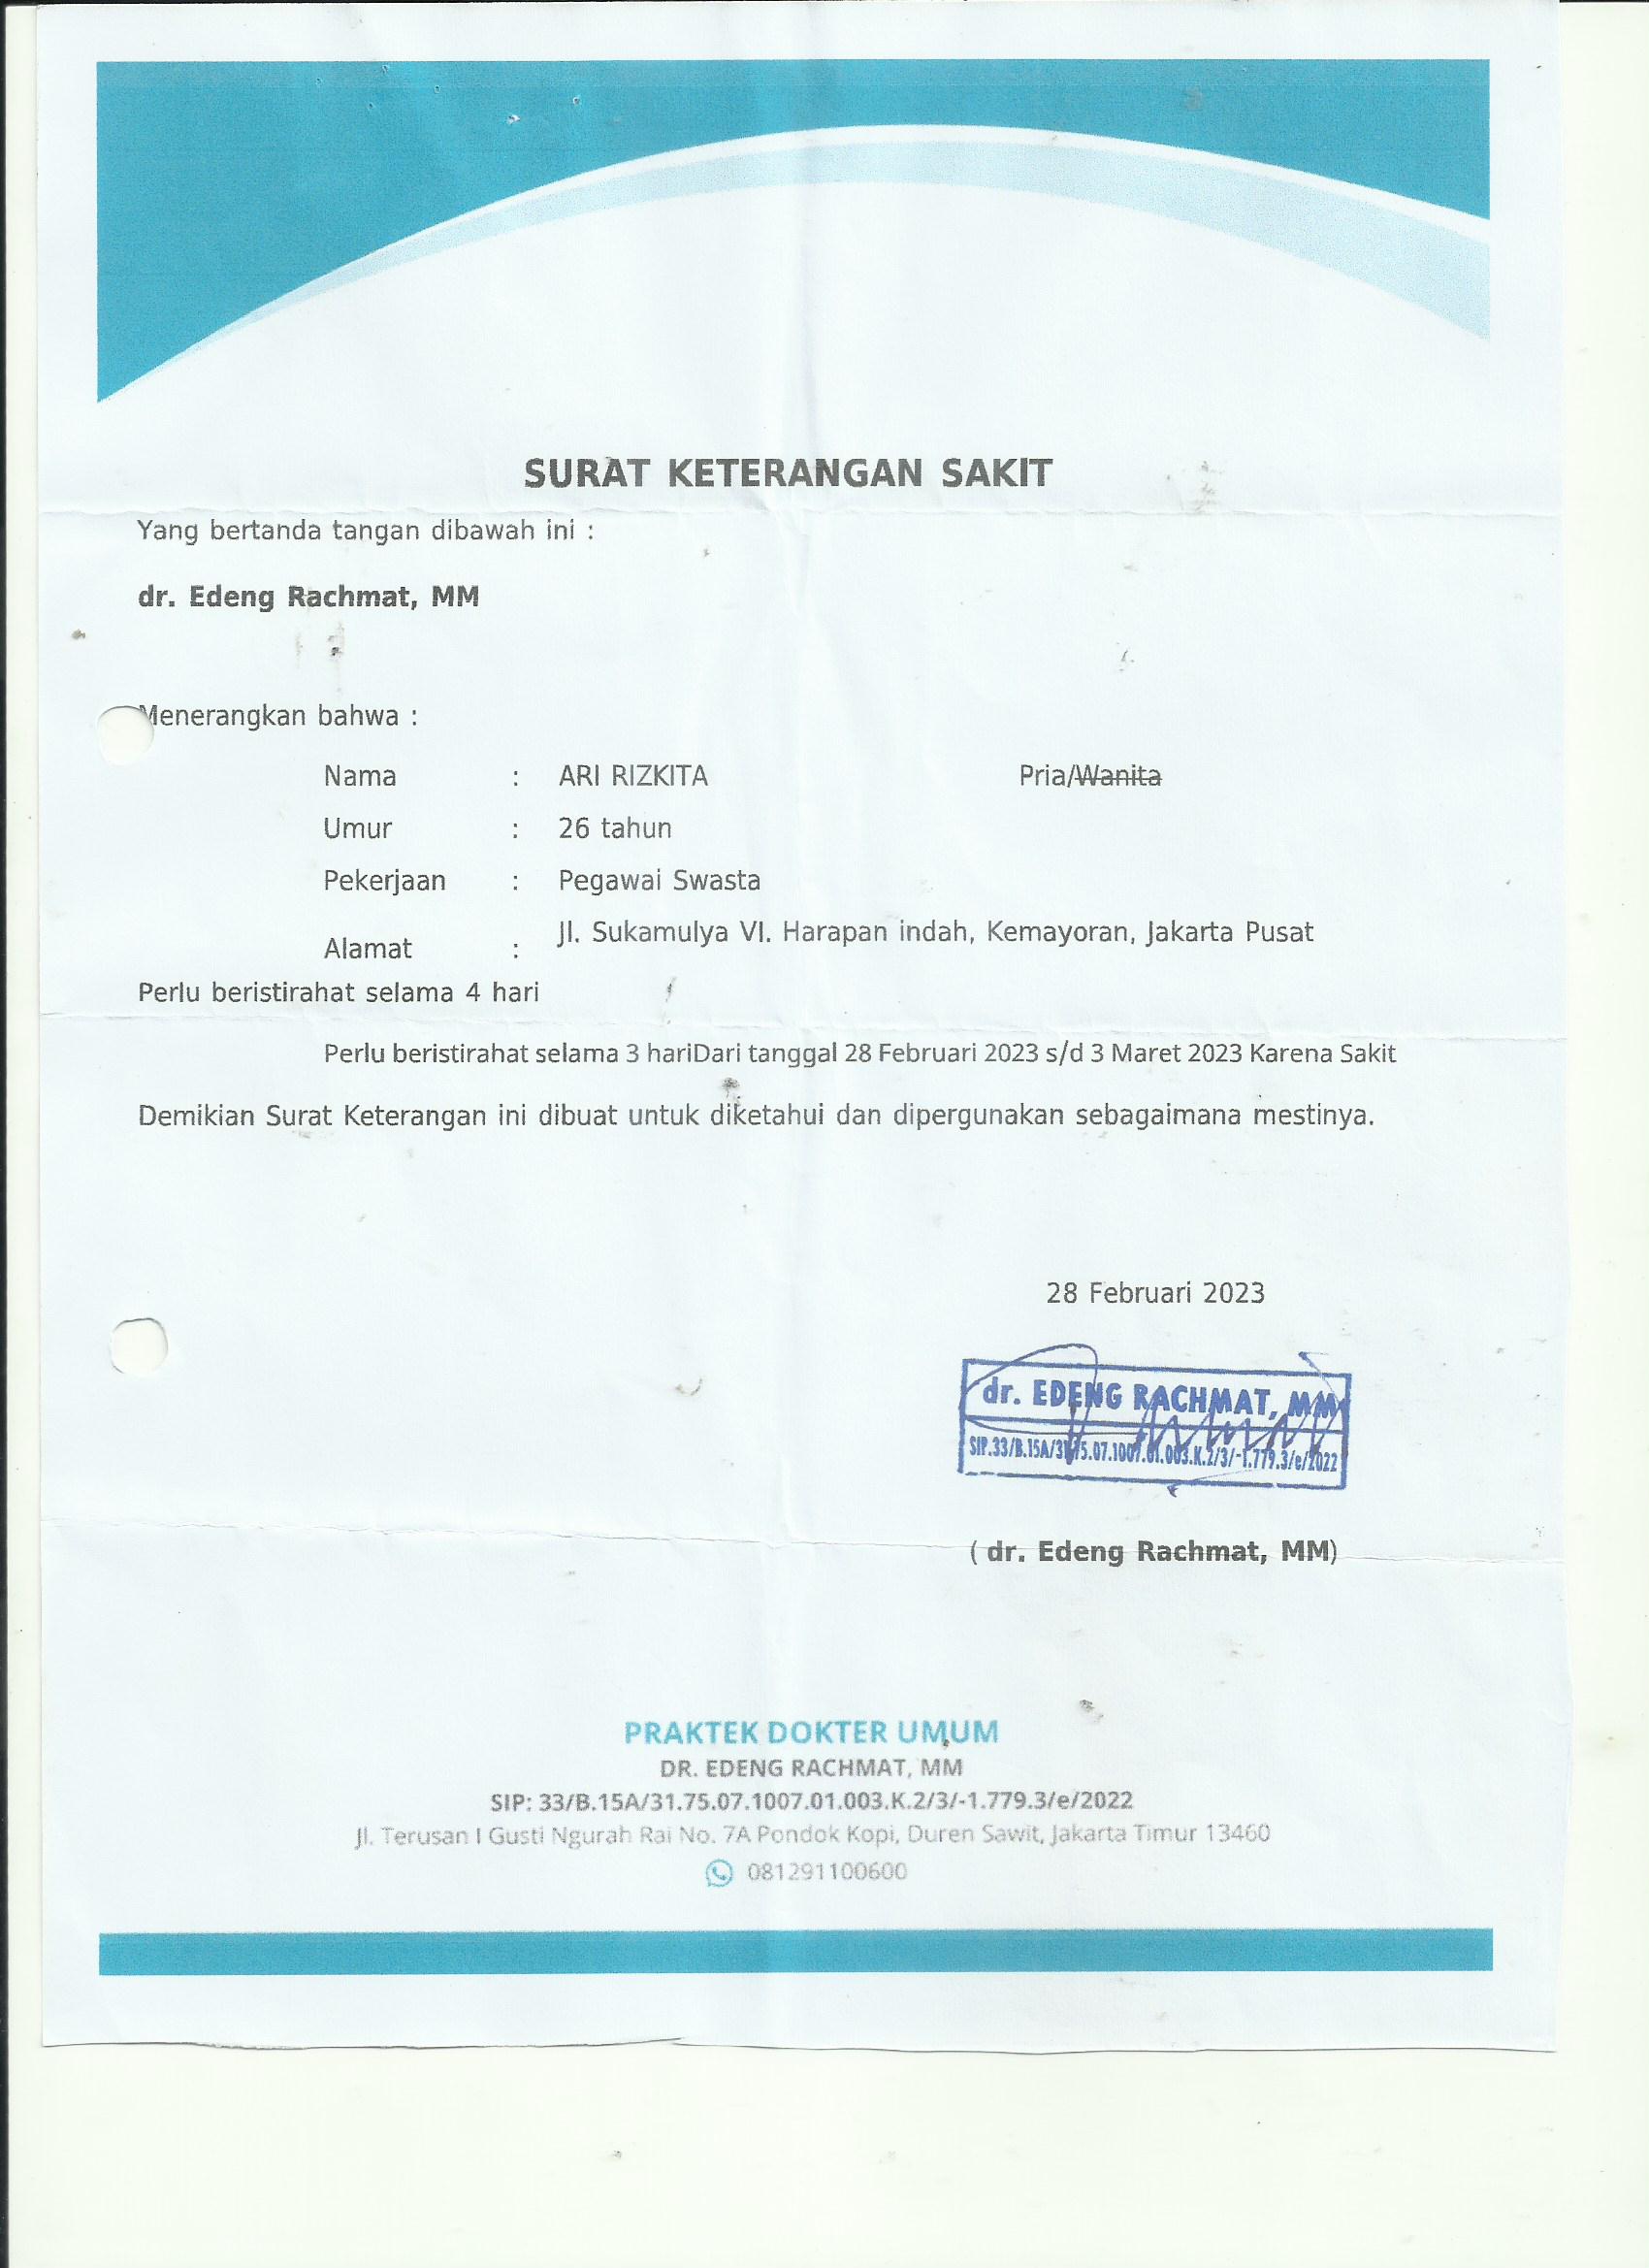 SURAT KETERANGAN SAKIT
Yang bertanda tangan dibawah ini :
dr. Edeng Rachmat, MM
Menerangkan bahwa :
Nama : ARI RIZKITA Pria/Wanita
Umur : 26 tahun
Pekerjaan : Pegawai Swasta
Alamat : Jl. Sukamulya VI. Harapan indah, Kemayoran, Jakarta Pusat
Perlu beristirahat selama 4 hari
Perlu beristirahat selama 3 hariDari tanggal 28 Februari 2023 s/d 3 Maret 2023 Karena Sakit
Demikian Surat Keterangan ini dibuat untuk diketahui dan dipergunakan sebagaimana mestinya.
28 Februari 2023
dr. EDENG RACHMAT, MM
SIP.33/B.15A/31.75.07.1007.01.003.K.2/3/-1.779.3/e/2022
( dr. Edeng Rachmat, MM)
PRAKTEK DOKTER UMUM
DR. EDENG RACHMAT, MM
SIP: 33/B.15A/31.75.07.1007.01.003.K.2/3/-1.779.3/e/2022
Jl. Terusan I Gusti Ngurah Rai No. 7A Pondok Kopi, Duren Sawit, Jakarta Timur 13460
081291100600